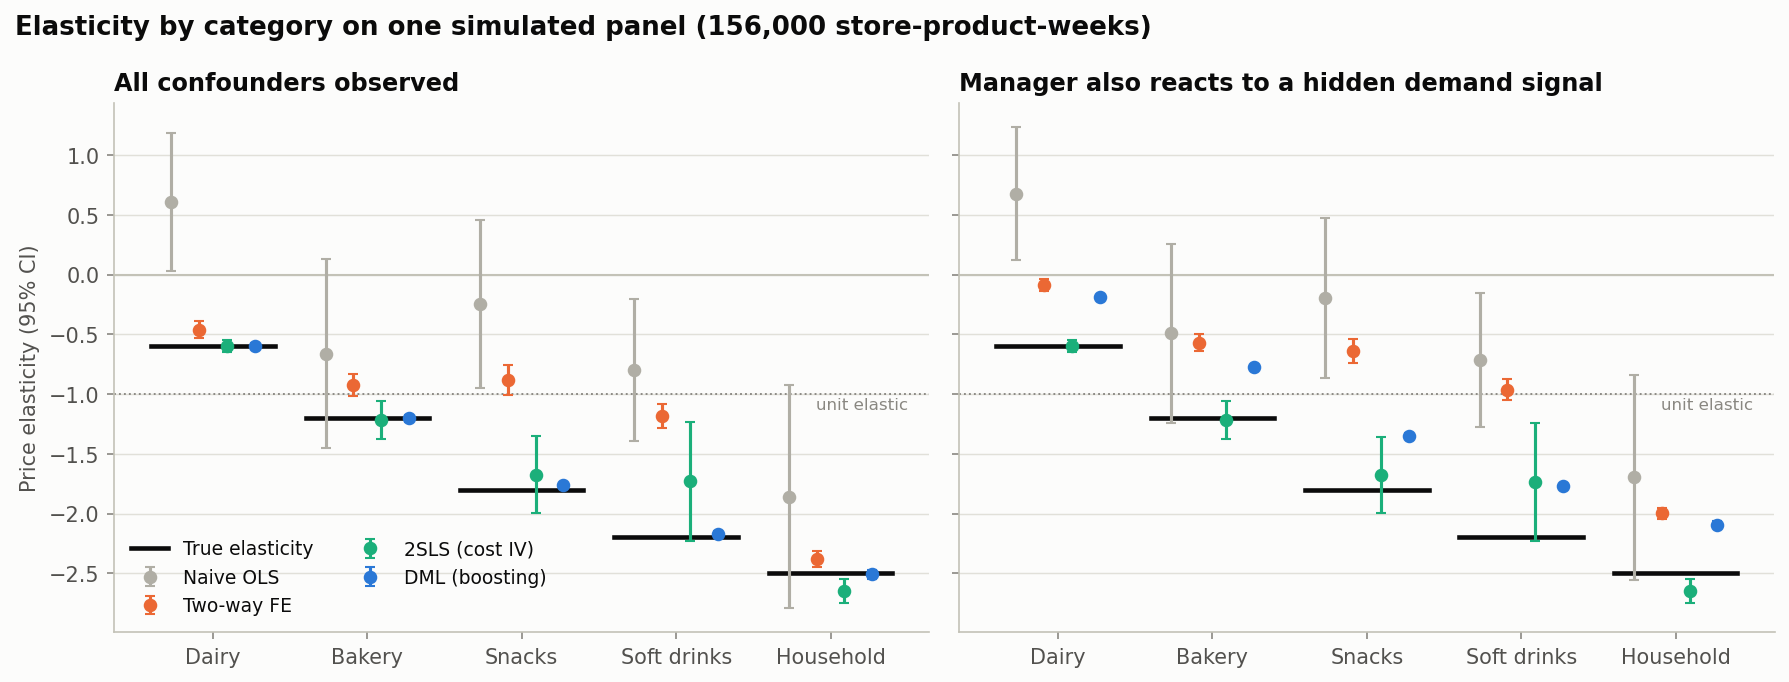 Elasticity by category on one simulated panel (156,000 store-product-weeks)
All confounders observed
Price elasticity (95% CI)
1.0
0.5
0.0
−0.5
−1.0
−1.5
−2.0
−2.5
unit elastic
True elasticity
Naive OLS
Two-way FE
2SLS (cost IV)
DML (boosting)
Dairy
Bakery
Snacks
Soft drinks
Household
Manager also reacts to a hidden demand signal
unit elastic
Dairy
Bakery
Snacks
Soft drinks
Household